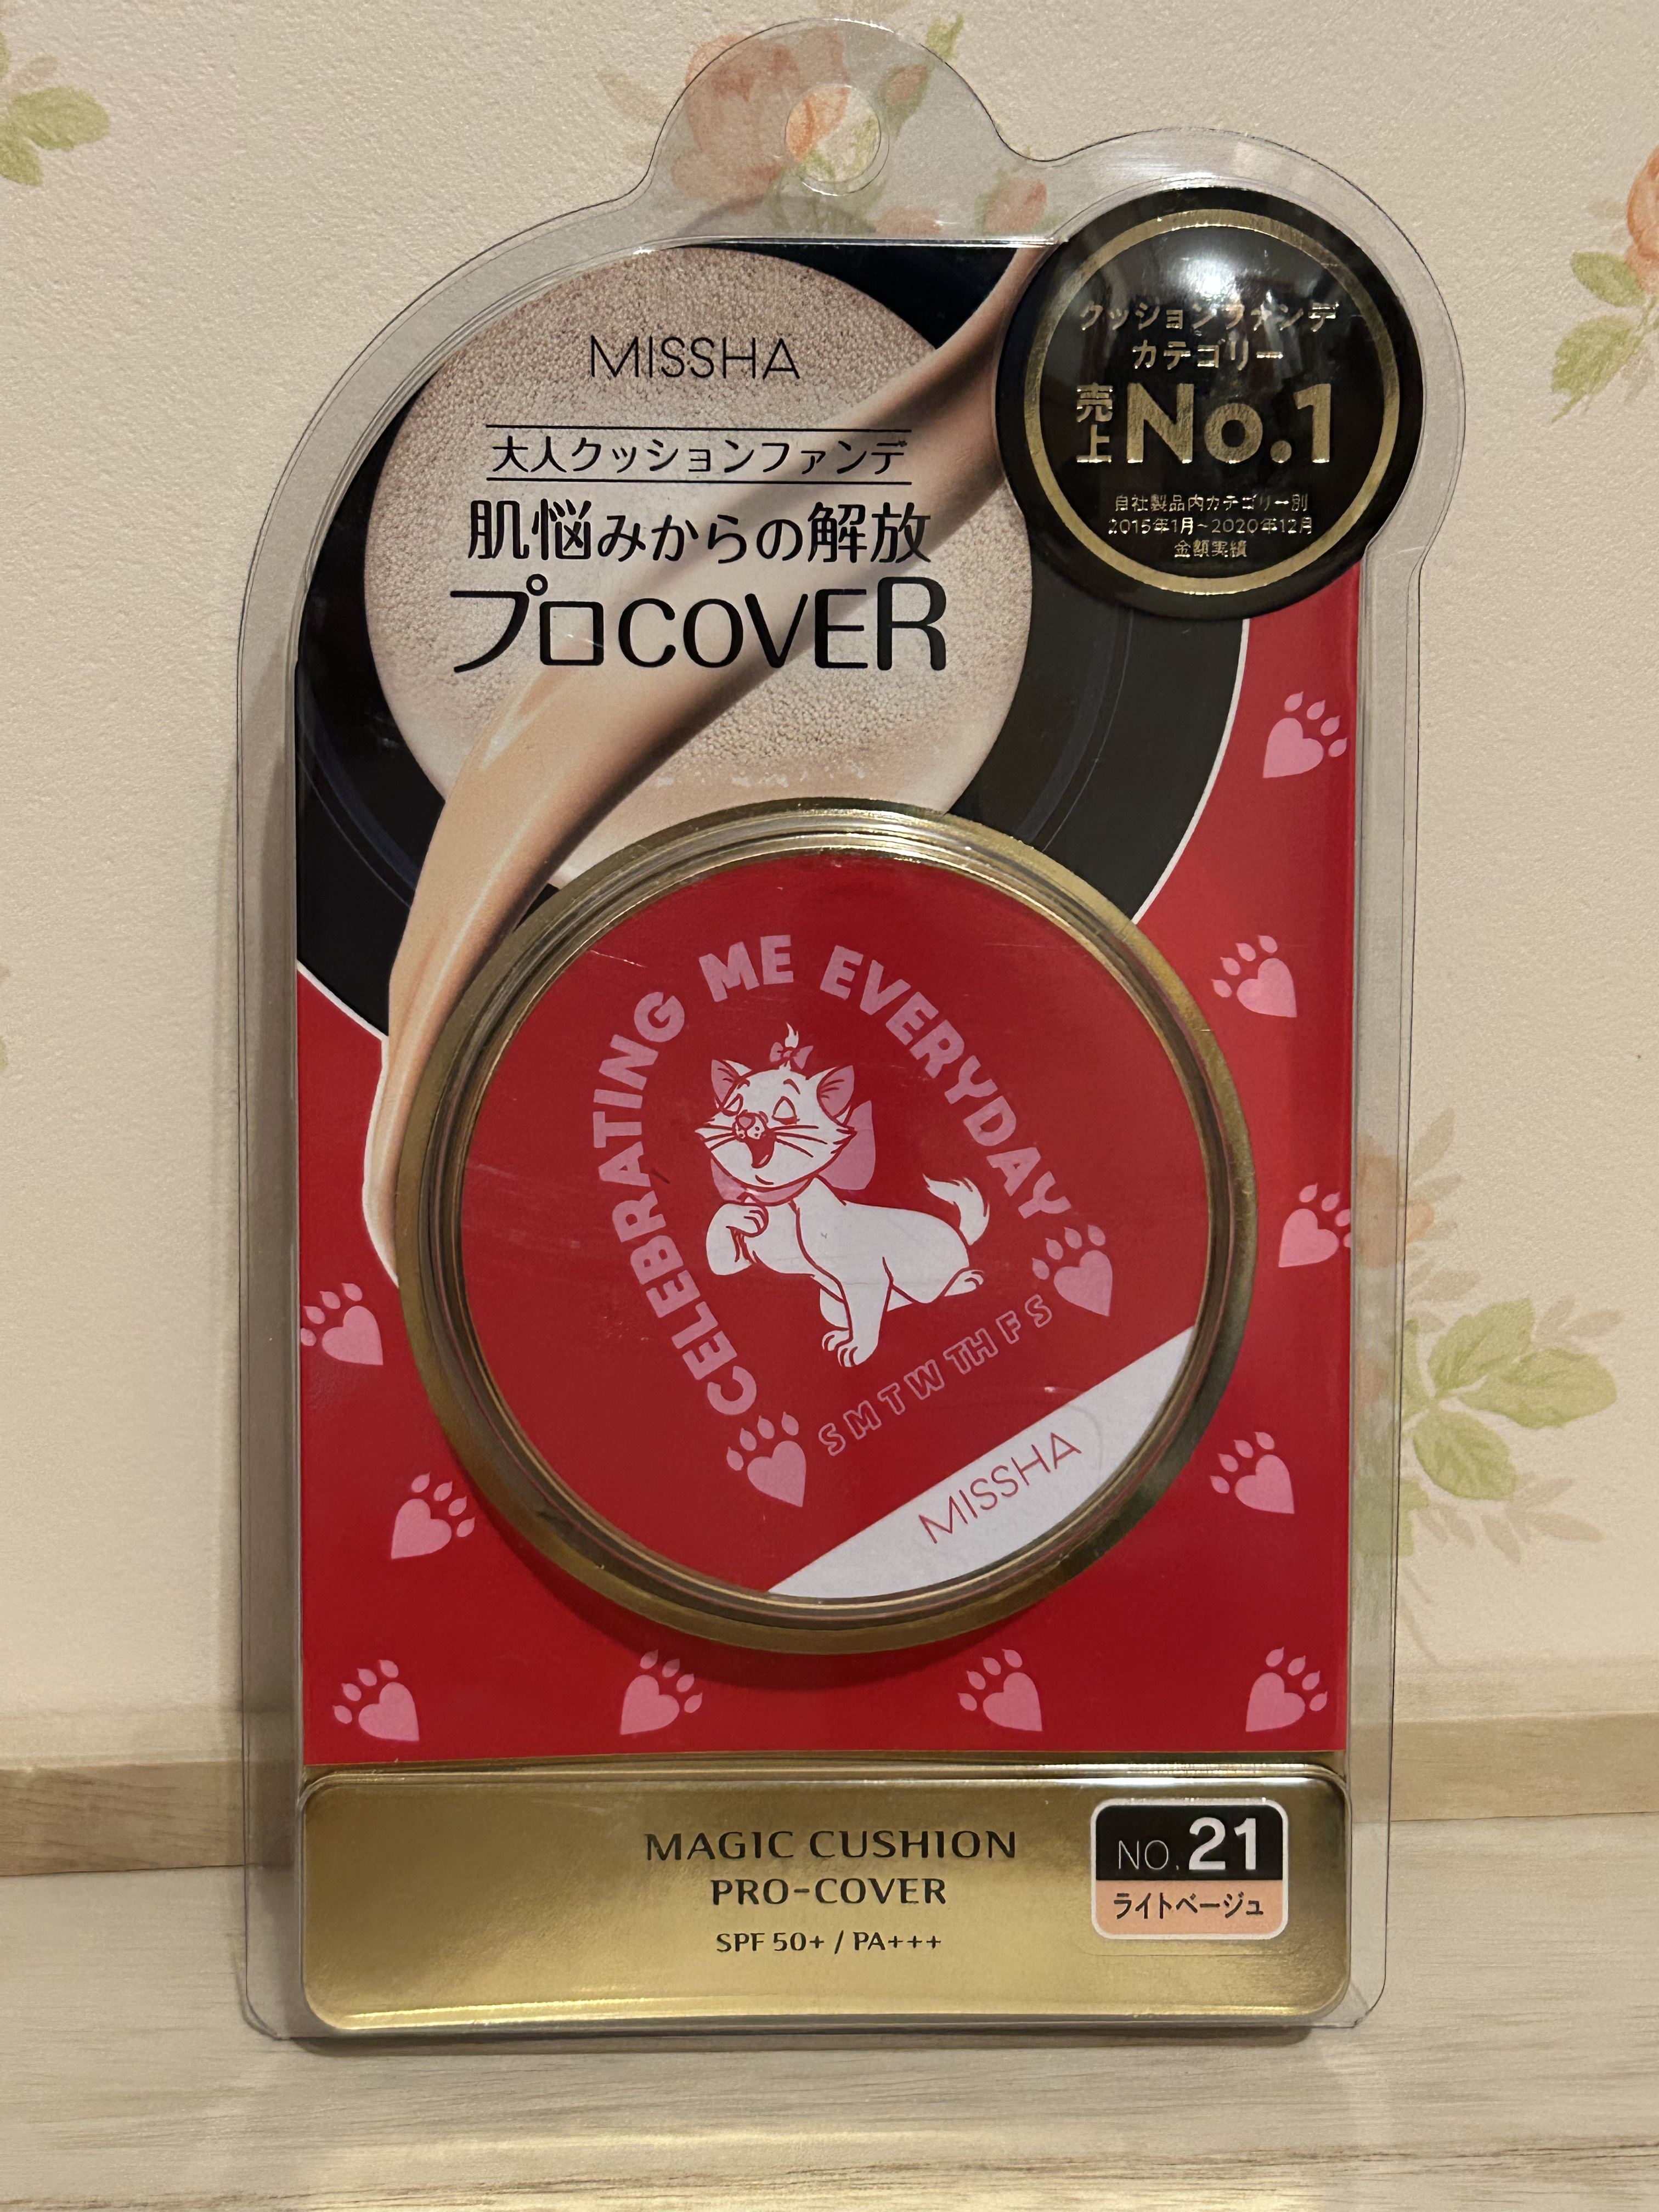 MISSHA
大人クッションファンデ
肌悩みからの解放
プロCOVER
クッションファンデ
カテゴリー
売上 No.1
自社製品内カテゴリー別
2015年1月~2020年12月
金額実績
CELEBRATING ME EVERYDAY
S M T W TH F S
MISSHA
MAGIC CUSHION
PRO-COVER
SPF 50+ / PA+++
NO.21
ライトベージュ